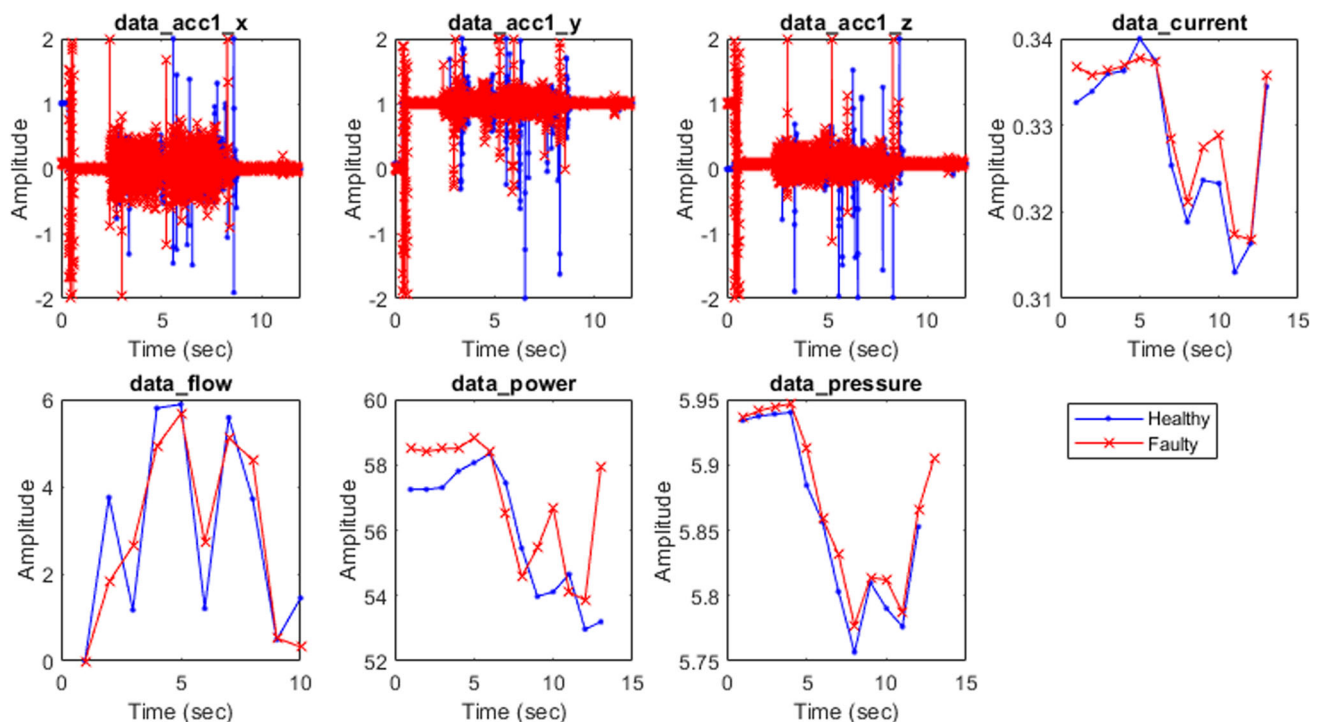 data_acc1_x
2
1
0
-1
-2
Amplitude
0 5 10
Time (sec)
data_acc1_y
2
1
0
-1
-2
Amplitude
0 5 10
Time (sec)
data_acc1_z
2
1
0
-1
-2
Amplitude
0 5 10
Time (sec)
data_current
0.34
0.33
0.32
0.31
Amplitude
0 5 10 15
Time (sec)
data_flow
6
4
2
0
Amplitude
0 5 10
Time (sec)
data_power
60
58
56
54
52
Amplitude
0 5 10 15
Time (sec)
data_pressure
5.95
5.9
5.85
5.8
5.75
Amplitude
0 5 10 15
Time (sec)
Healthy
Faulty